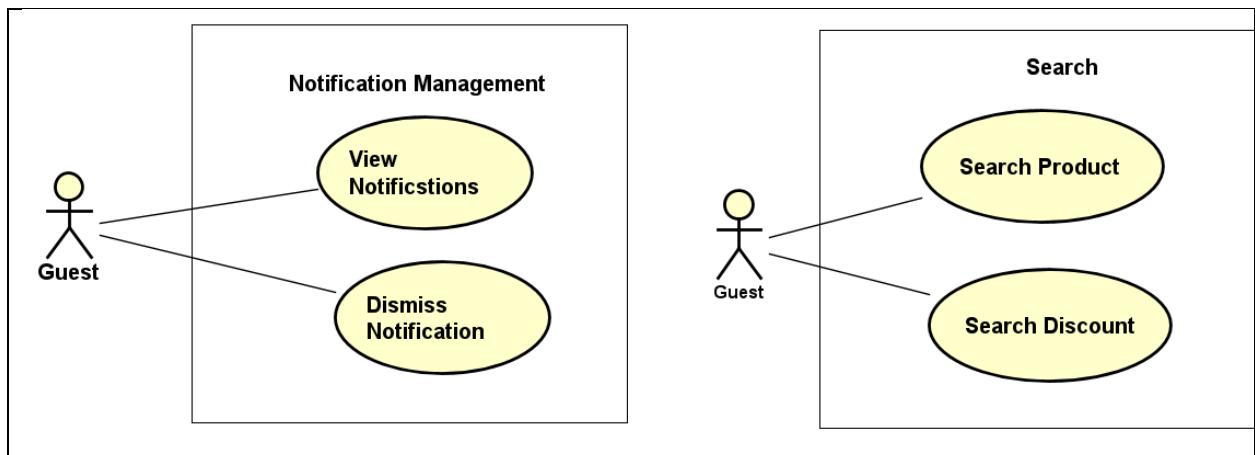 Notification Management
View
Notificstions
Guest
Dismiss
Notification
Search
Search Product
Guest
Search Discount